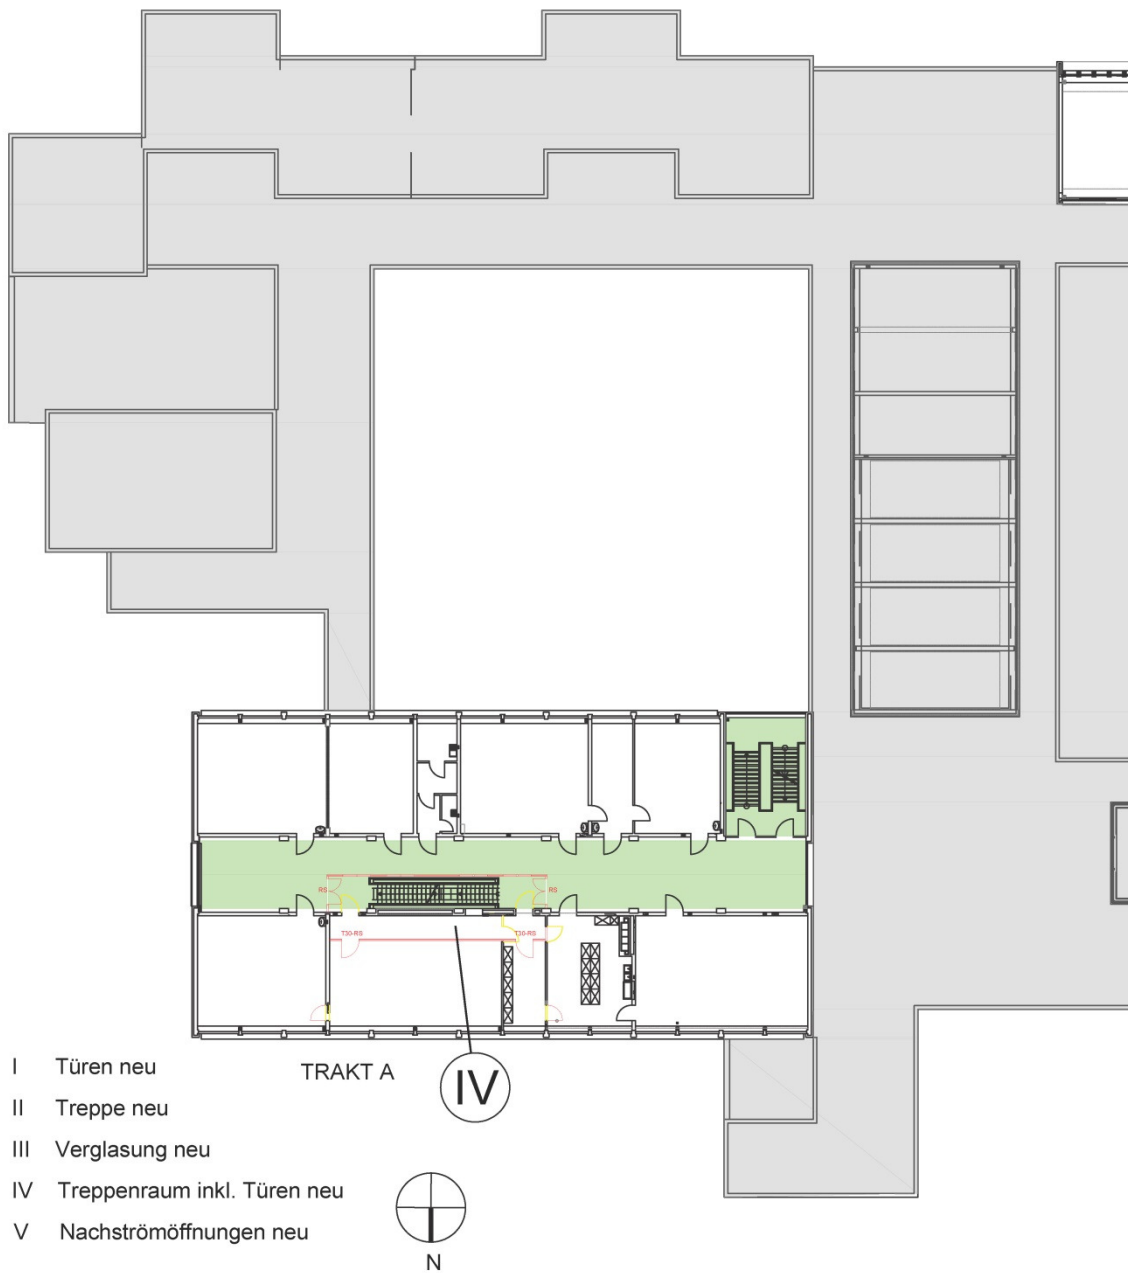 RS
RS
T30-RS
T30-RS
TRAKT A
IV
I Türen neu
II Treppe neu
III Verglasung neu
IV Treppenraum inkl. Türen neu
V Nachströmöffnungen neu
N